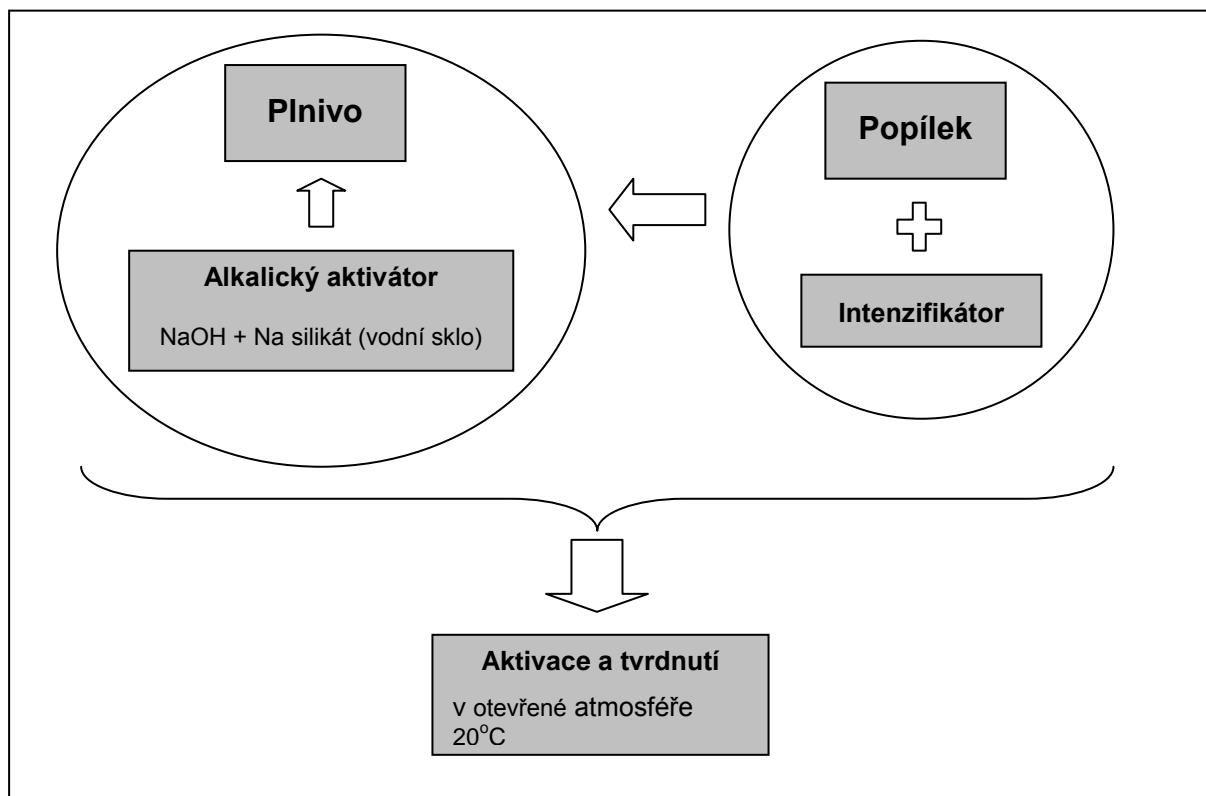 Plnivo
Alkalický aktivátor
NaOH + Na silikát (vodní sklo)
Popílek
Intenzifikátor
Aktivace a tvrdnutí
v otevřené atmosféře
20°C